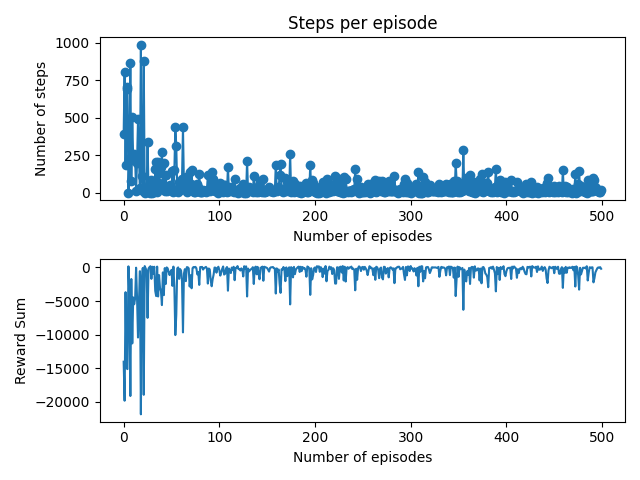 Steps per episode
Number of steps
1000
750
500
250
0
0 100 200 300 400 500
Number of episodes
Reward Sum
0
−5000
−10000
−15000
−20000
0 100 200 300 400 500
Number of episodes